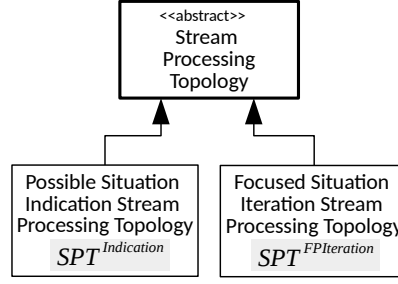 <<abstract>>
Stream
Processing
Topology
Possible Situation
Indication Stream
Processing Topology
SPT^Indication
Focused Situation
Iteration Stream
Processing Topology
SPT^FPIteration